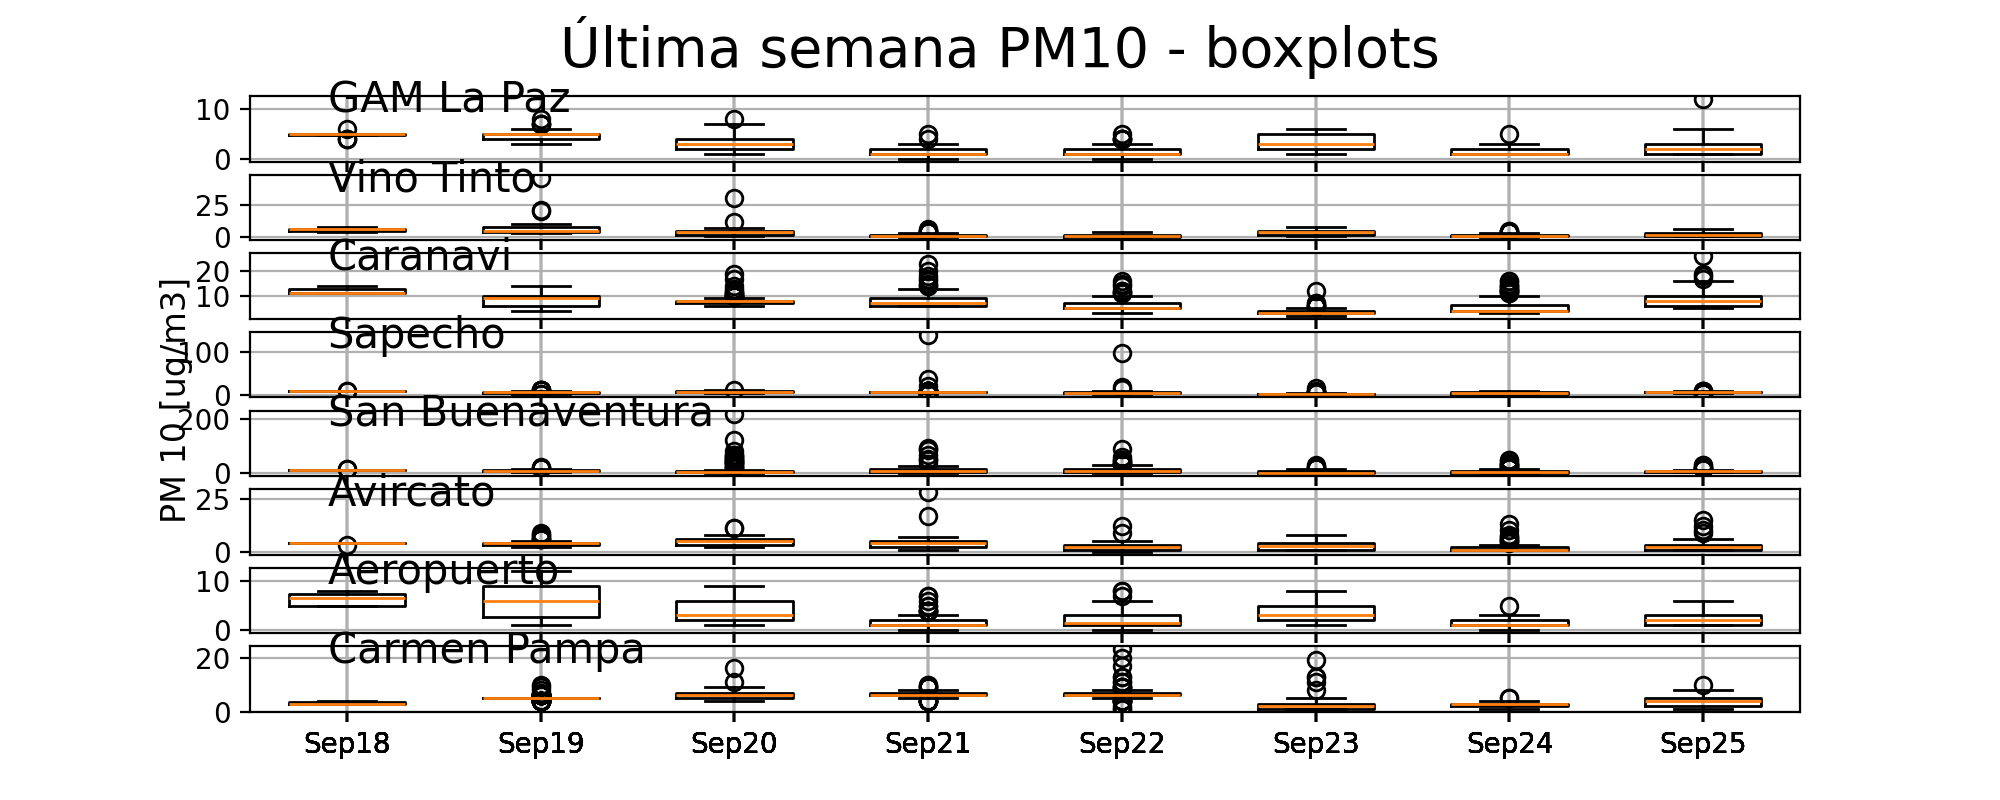 Última semana PM10 - boxplots
GAM La Paz
10
0
Vino Tinto
25
0
Caranavi
20
10
Sapecho
100
0
San Buenaventura
200
0
Avircato
25
0
Aeropuerto
10
0
Carmen Pampa
20
0
PM 10 [ug/m3]
Sep18 Sep19 Sep20 Sep21 Sep22 Sep23 Sep24 Sep25